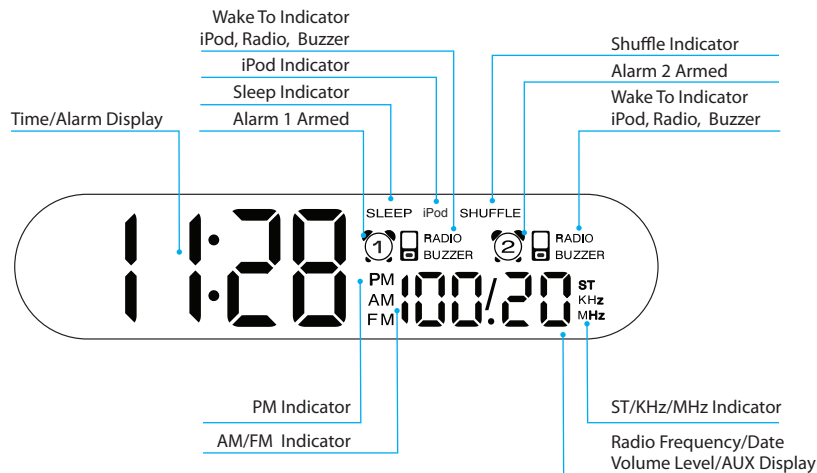 Wake To Indicator
iPod, Radio, Buzzer
iPod Indicator
Sleep Indicator
Alarm 1 Armed
Time/Alarm Display
Shuffle Indicator
Alarm 2 Armed
Wake To Indicator
iPod, Radio, Buzzer
SLEEP iPod SHUFFLE
11:28
1 RADIO
BUZZER
2 RADIO
BUZZER
PM
AM
FM
100/.20
ST
KHz
MHz
PM Indicator
AM/FM Indicator
ST/KHz/MHz Indicator
Radio Frequency/Date
Volume Level/AUX Display